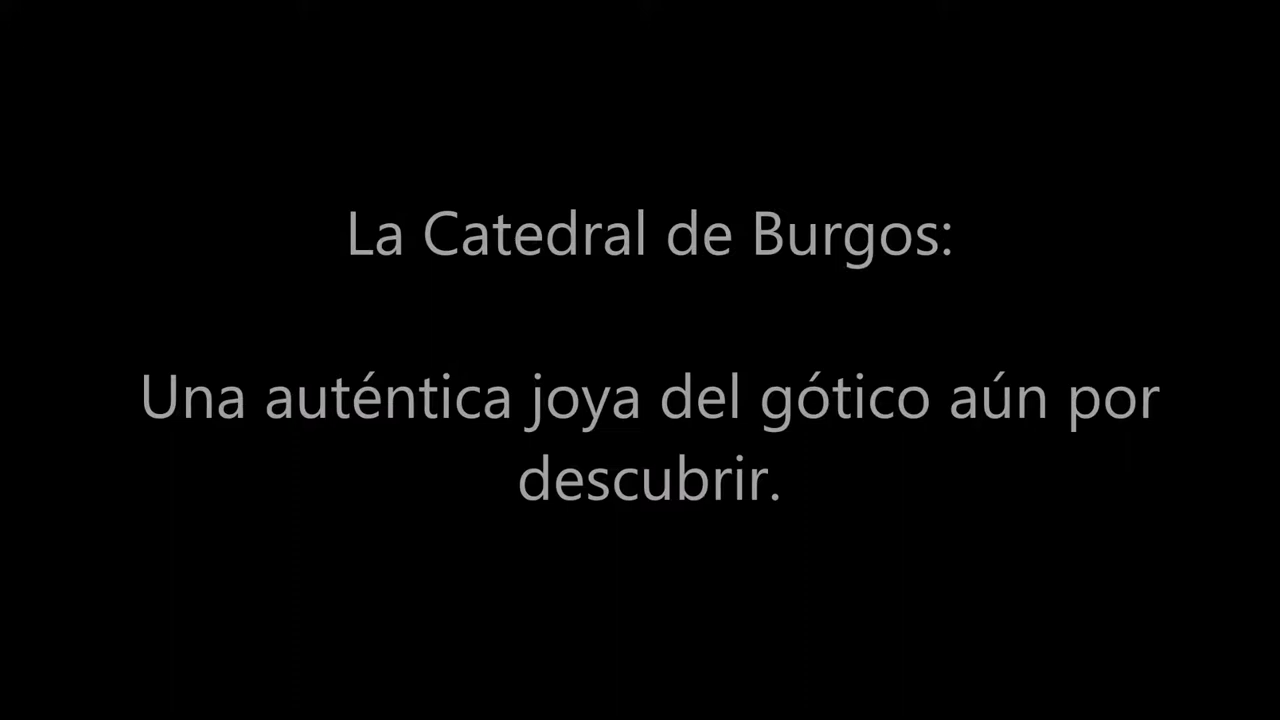 La Catedral de Burgos:
Una auténtica joya del gótico aún por
descubrir.